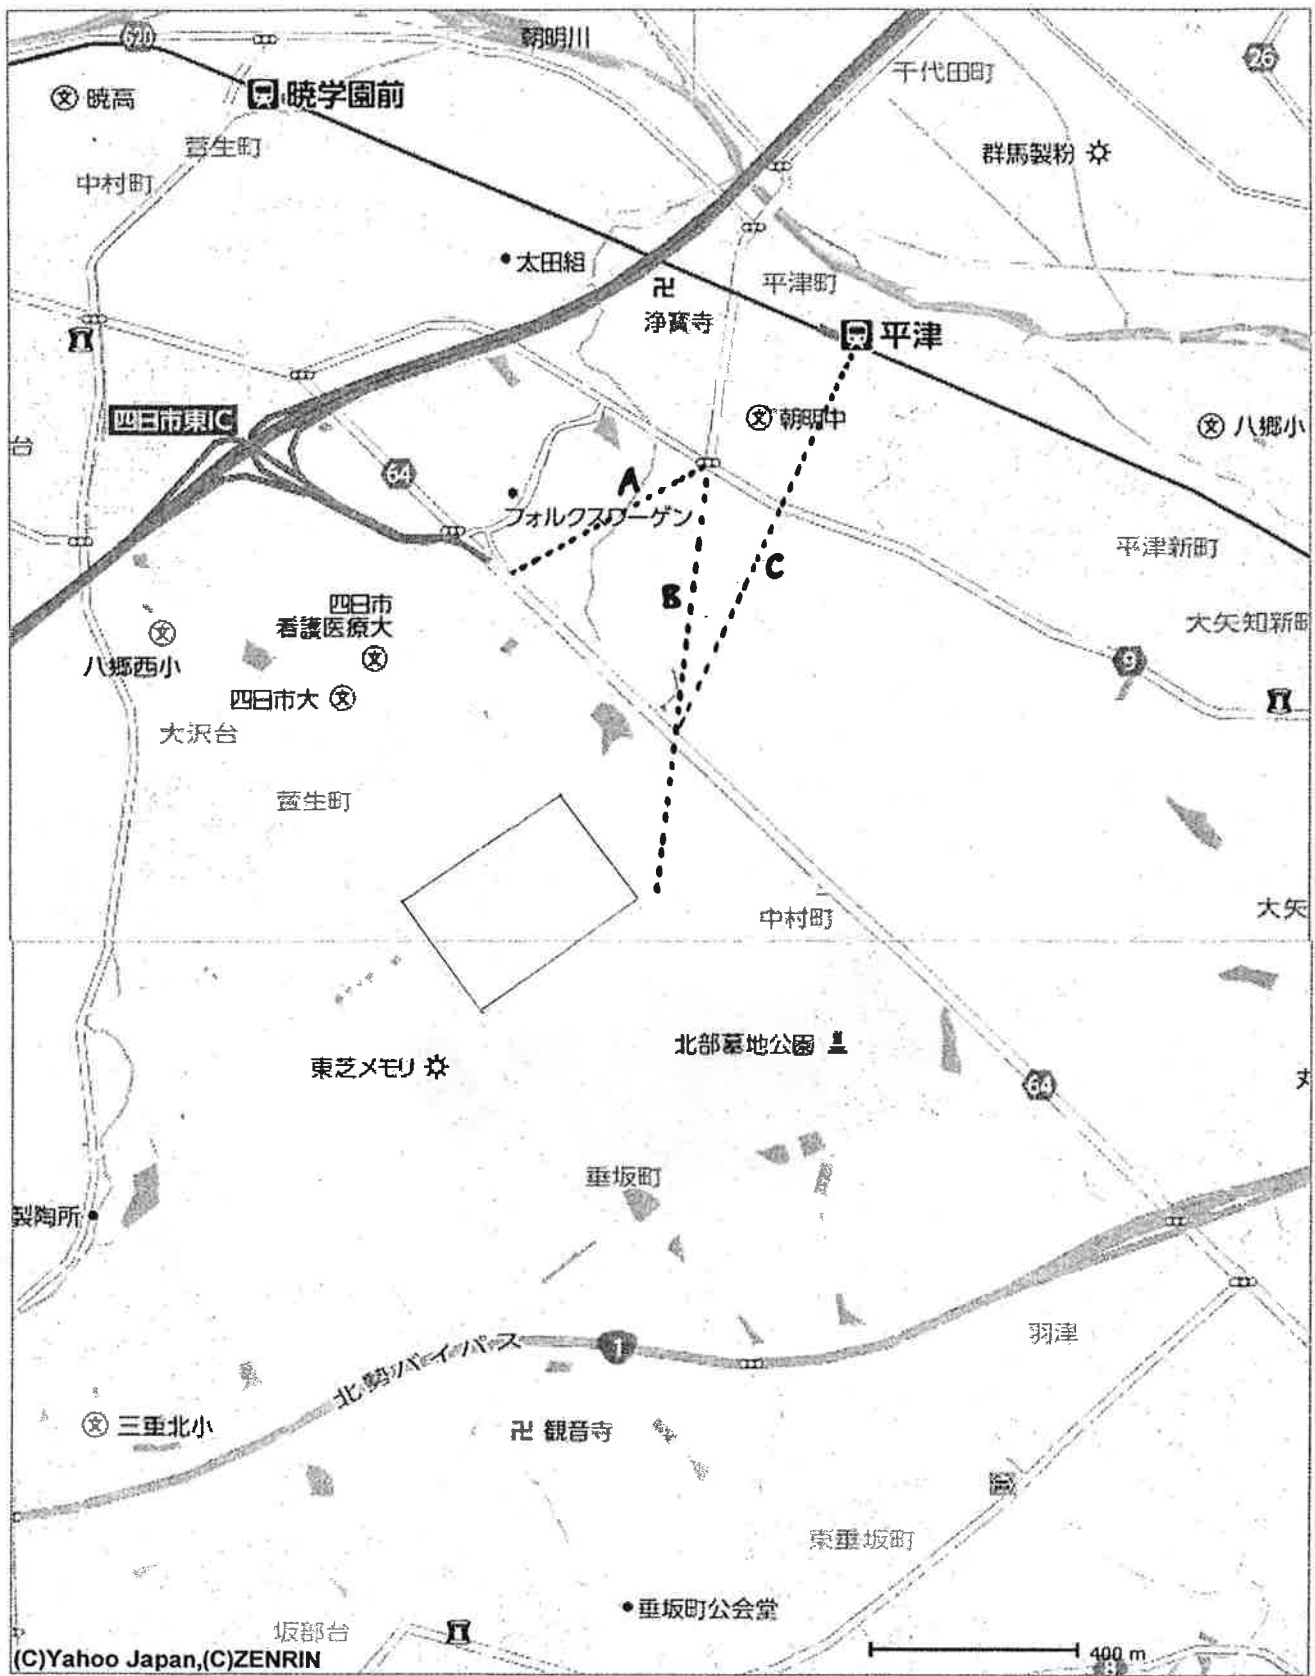 620
朝明川
千代田町
26
暁高
暁学園前
萱生町
群馬製粉
中村町
太田組
平津町
浄寳寺
平津
四日市東IC
朝明中
八郷小
台
64
A
フォルクスワーゲン
平津新町
C
B
四日市
看護医療大
大矢知新町
八郷西小
9
四日市大
大沢台
萱生町
中村町
大矢
北部墓地公園
東芝メモリ
64
垂坂町
製陶所
羽津
1
北勢バイパス
三重北小
卍 観音寺
東垂坂町
垂坂町公会堂
坂部台
(C)Yahoo Japan,(C)ZENRIN
400 m
8